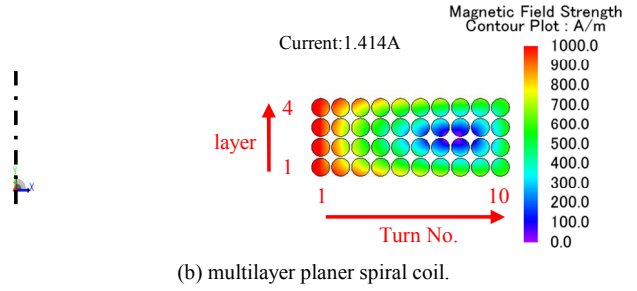 Magnetic Field Strength
Contour Plot : A/m
Current:1.414A
1000.0
900.0
800.0
700.0
600.0
500.0
400.0
300.0
200.0
100.0
0.0
4
layer
1
1
10
Turn No.
Y
X
(b) multilayer planer spiral coil.